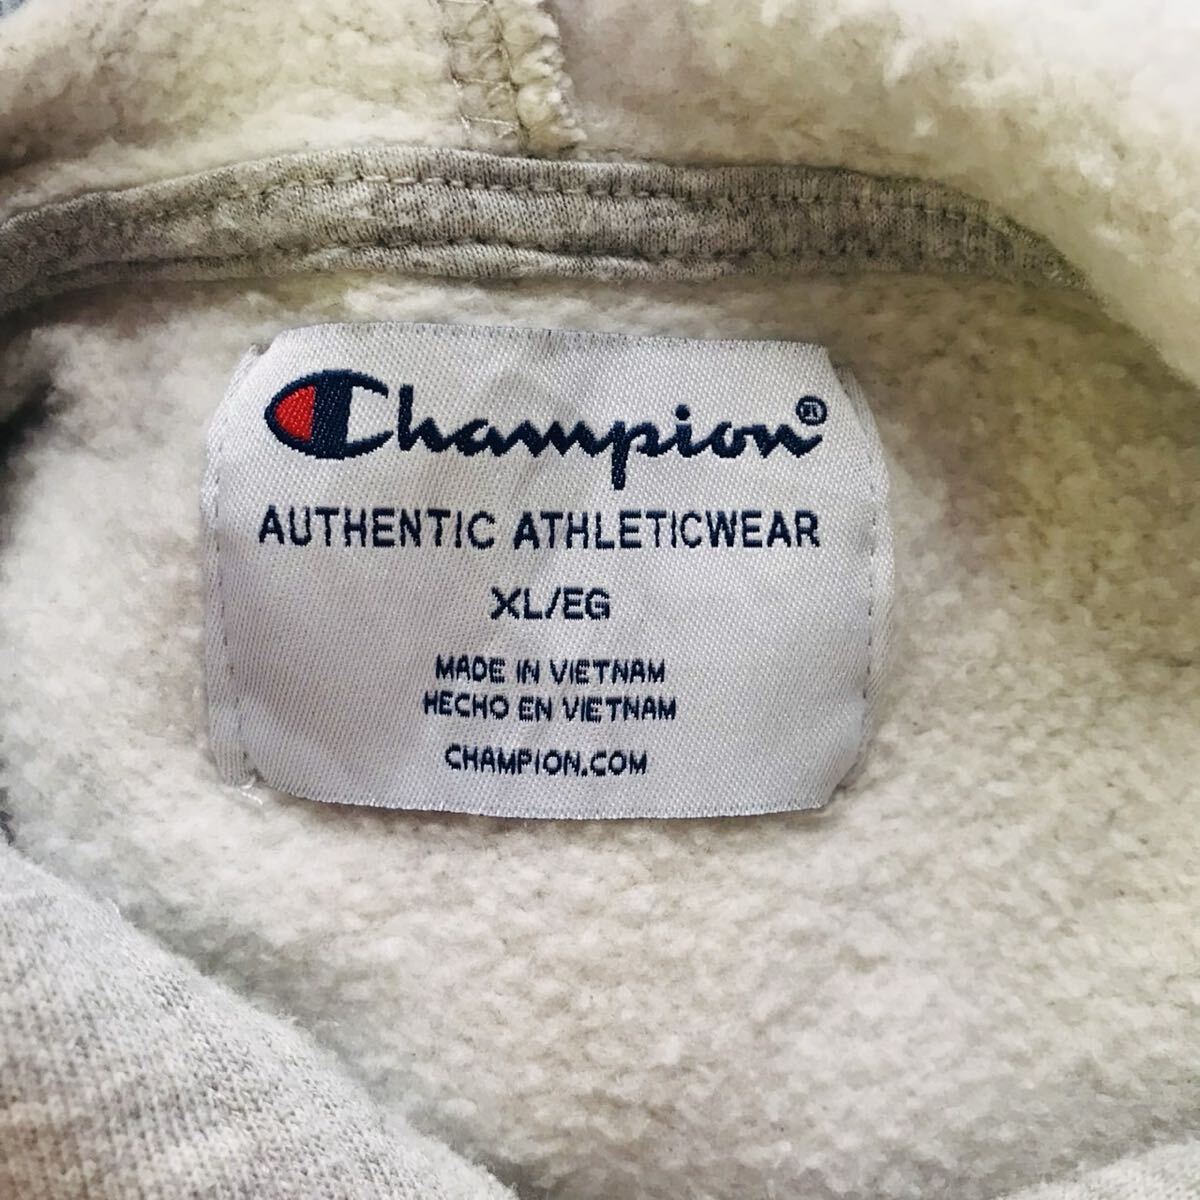 Champion®
AUTHENTIC ATHLETICWEAR
XL/EG
MADE IN VIETNAM
HECHO EN VIETNAM
CHAMPION.COM